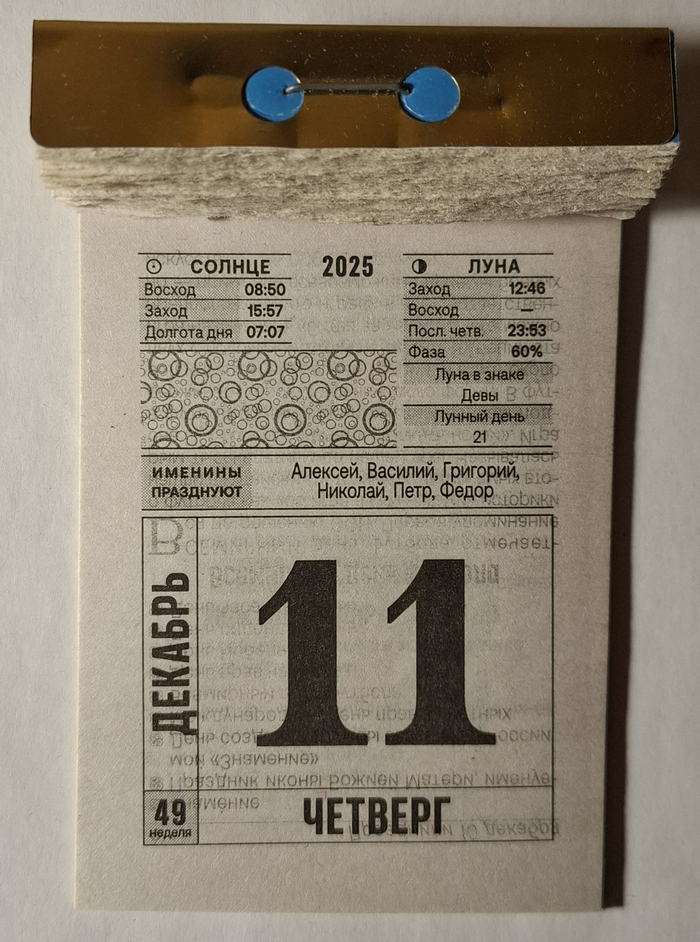 СОЛНЦЕ
Восход 08:50
Заход 15:57
Долгота дня 07:07
2025
ЛУНА
Заход 12:46
Восход —
Посл. четв. 23:53
Фаза 60%
Луна в знаке
Девы
Лунный день
21
ИМЕНИНЫ
ПРАЗДНУЮТ
Алексей, Василий, Григорий,
Николай, Петр, Федор
ДЕКАБРЬ
11
49
неделя
ЧЕТВЕРГ